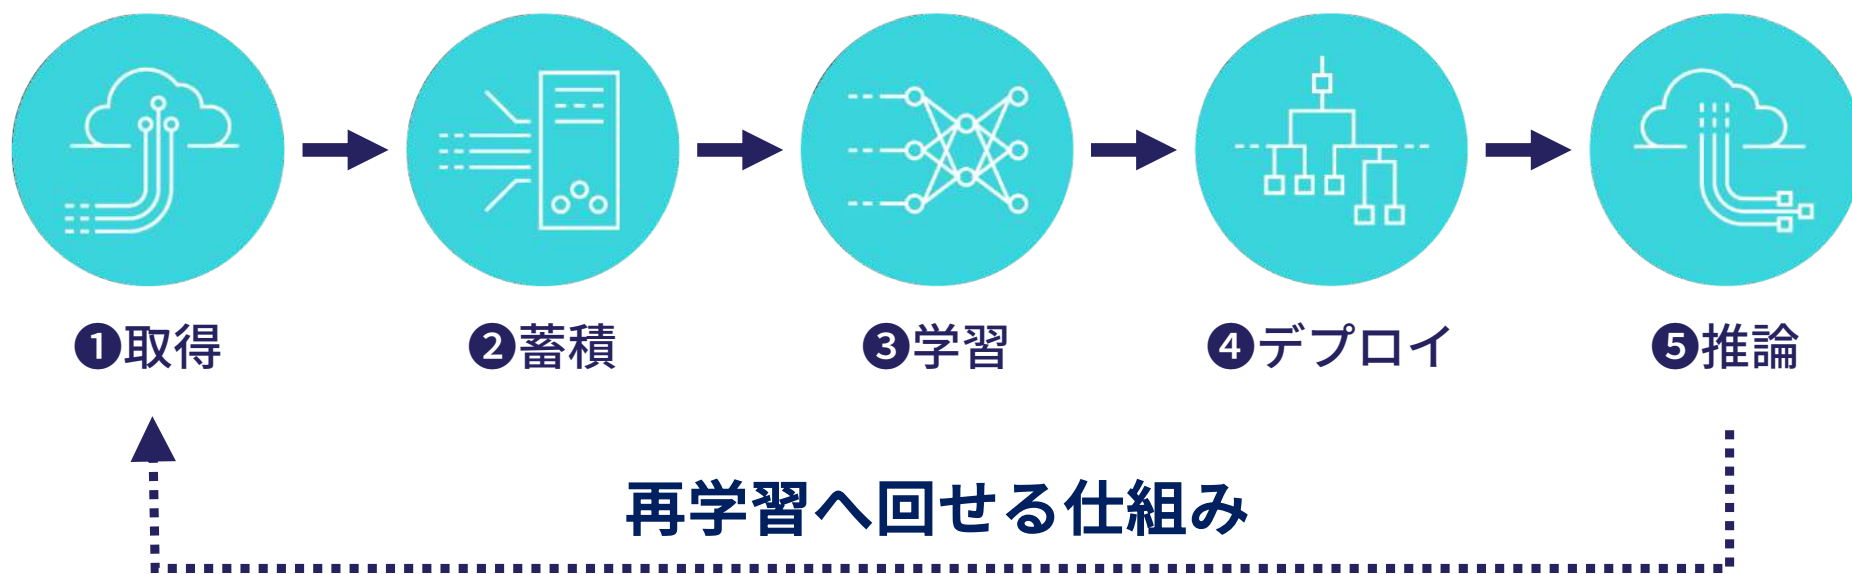 ❶取得
❷蓄積
❸学習
❹デプロイ
❺推論
再学習へ回せる仕組み